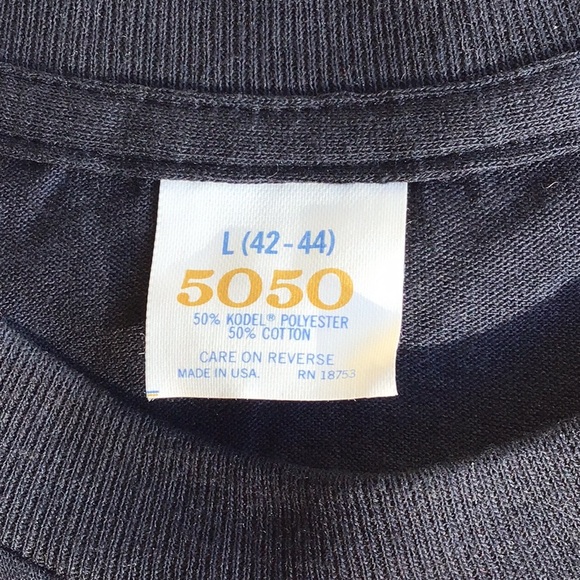 L (42-44)
5050
50% KODEL® POLYESTER
50% COTTON
CARE ON REVERSE
MADE IN USA. RN 18753